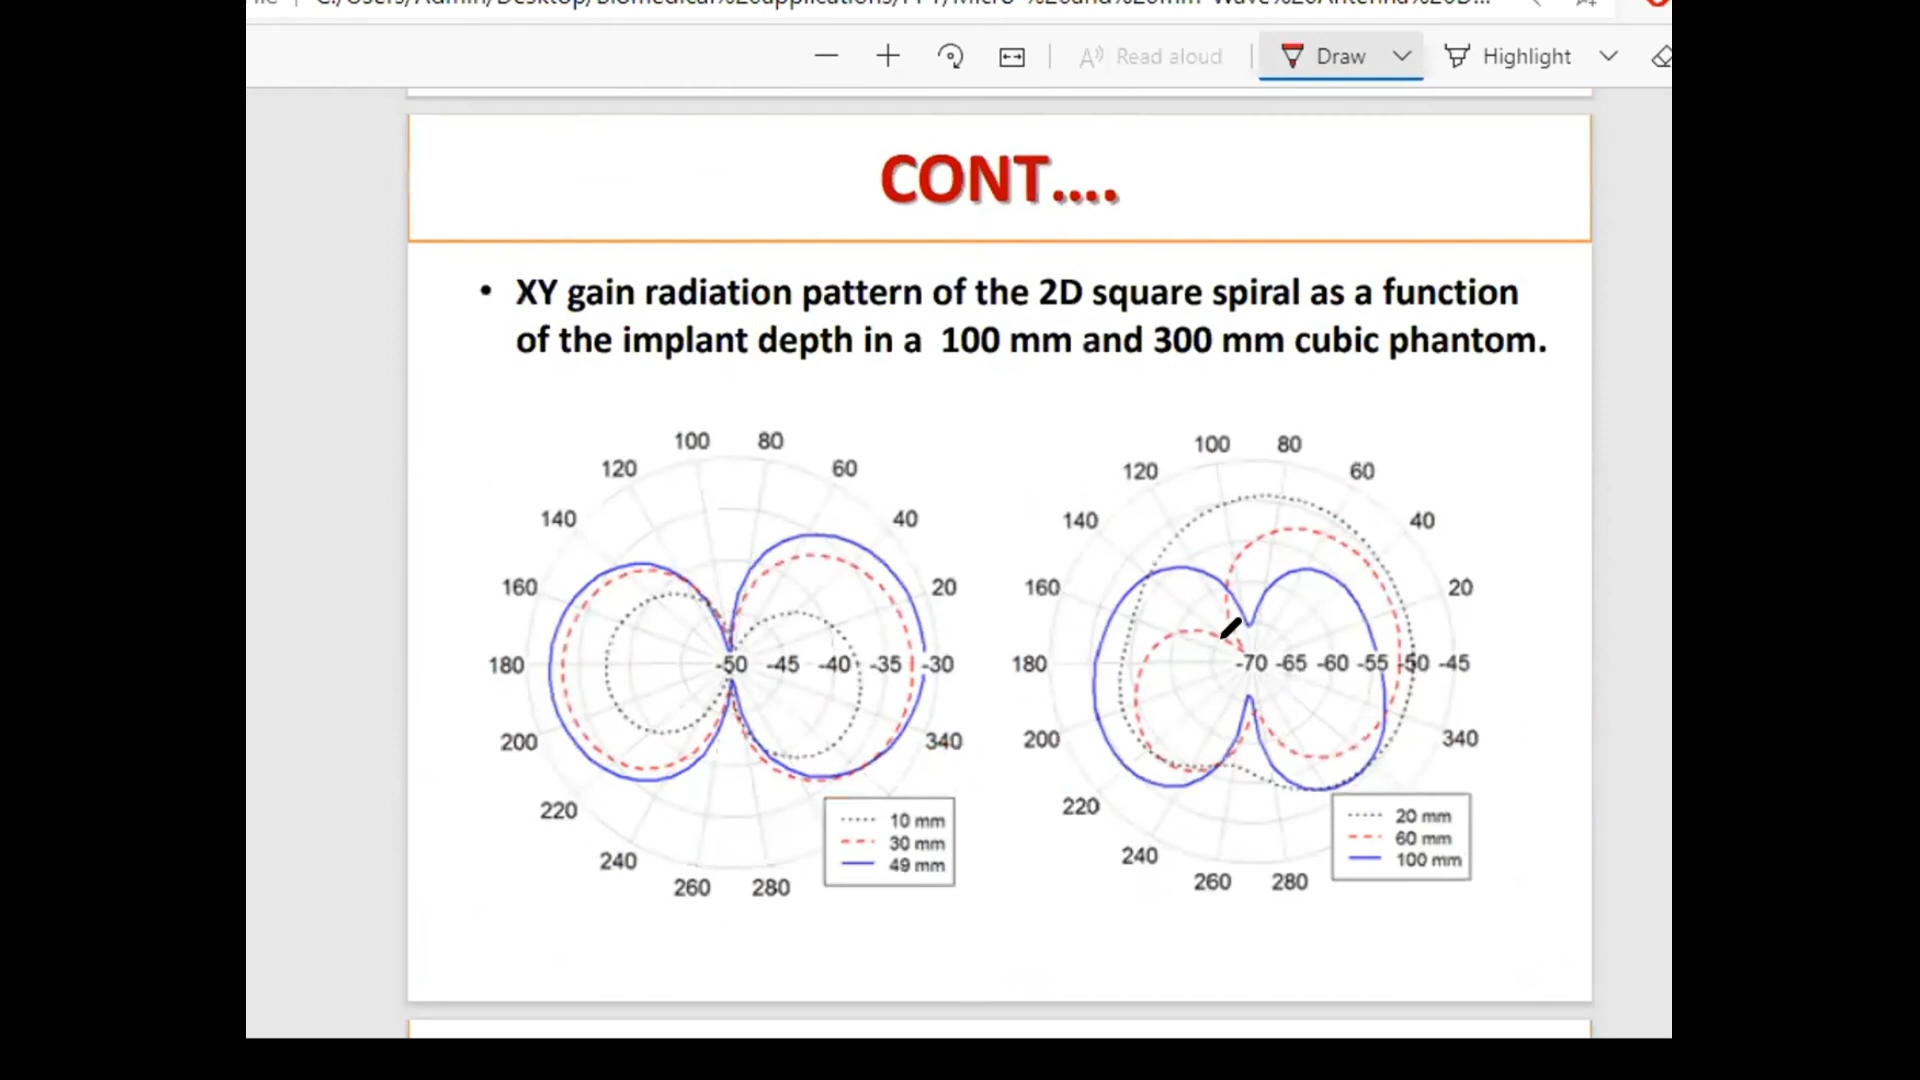 Read aloud
Draw
Highlight
CONT....
• XY gain radiation pattern of the 2D square spiral as a function
of the implant depth in a 100 mm and 300 mm cubic phantom.
100 80
120 60
140 40
160 20
180 -50 -45 -40 -35 -30
200 340
220
240
260 280
10 mm
30 mm
49 mm
100 80
120 60
140 40
160 20
180 -70 -65 -60 -55 -50 -45
200 340
220
240
260 280
20 mm
60 mm
100 mm